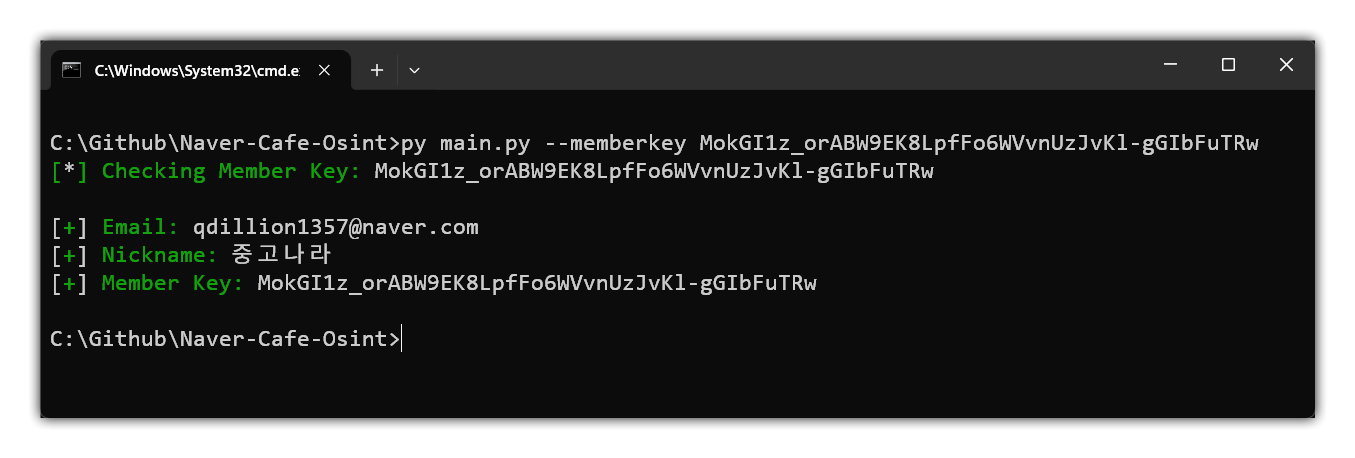 C:\Windows\System32\cmd.e
C:\Github\Naver-Cafe-Osint>py main.py --memberkey MokGI1z_orABW9EK8LpfFo6WVvnUzJvKl-gGIbFuTRw
[*] Checking Member Key: MokGI1z_orABW9EK8LpfFo6WVvnUzJvKl-gGIbFuTRw
[+] Email: qdillion1357@naver.com
[+] Nickname: 중고나라
[+] Member Key: MokGI1z_orABW9EK8LpfFo6WVvnUzJvKl-gGIbFuTRw
C:\Github\Naver-Cafe-Osint>